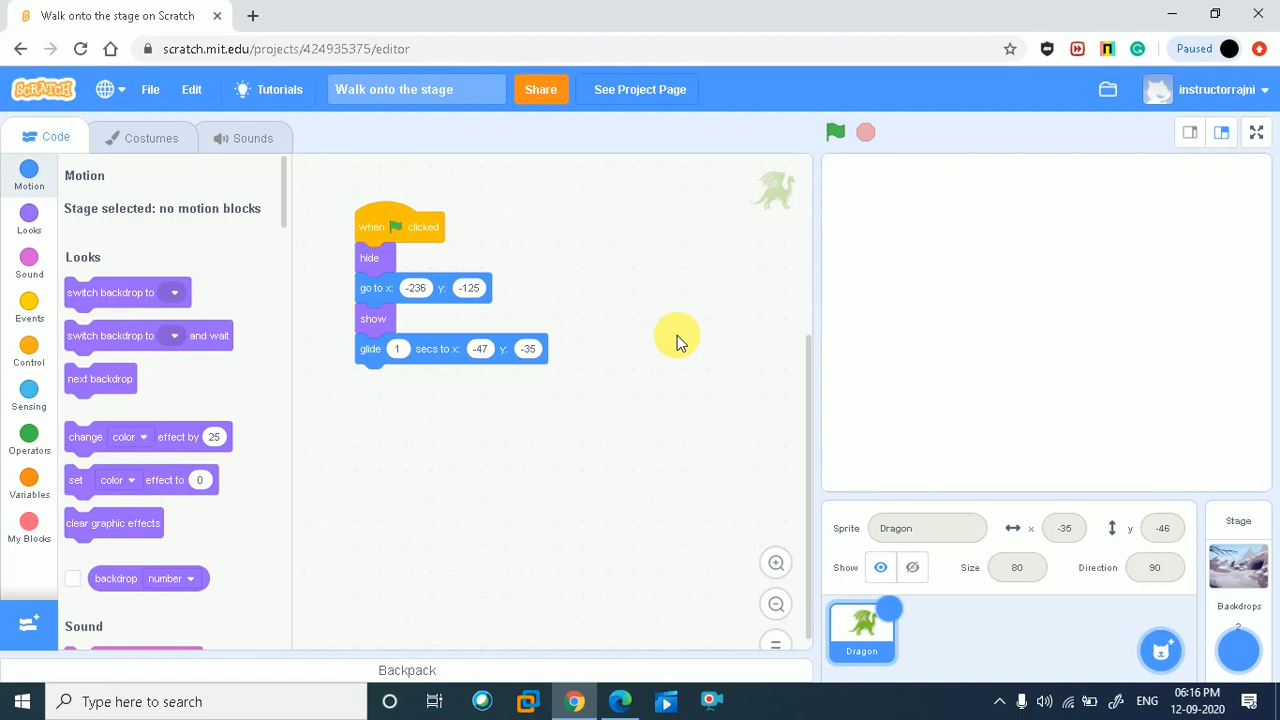 Walk onto the stage on Scratch
scratch.mit.edu/projects/424935375/editor
Paused
SCRATCH
File
Edit
Tutorials
Walk onto the stage
Share
See Project Page
instructorrajni
Code
Costumes
Sounds
Motion
Looks
Sound
Events
Control
Sensing
Operators
Variables
My Blocks
Motion
Stage selected: no motion blocks
Looks
switch backdrop to
switch backdrop to and wait
next backdrop
change color effect by 25
set color effect to 0
clear graphic effects
backdrop number
Sound
when clicked
hide
go to x: -236 y: -125
show
glide 1 secs to x: -47 y: -35
Backpack
Sprite Dragon x -35 y -46
Show Size 80 Direction 90
Dragon
Stage
Backdrops
2
Type here to search
ENG
06:16 PM
12-09-2020